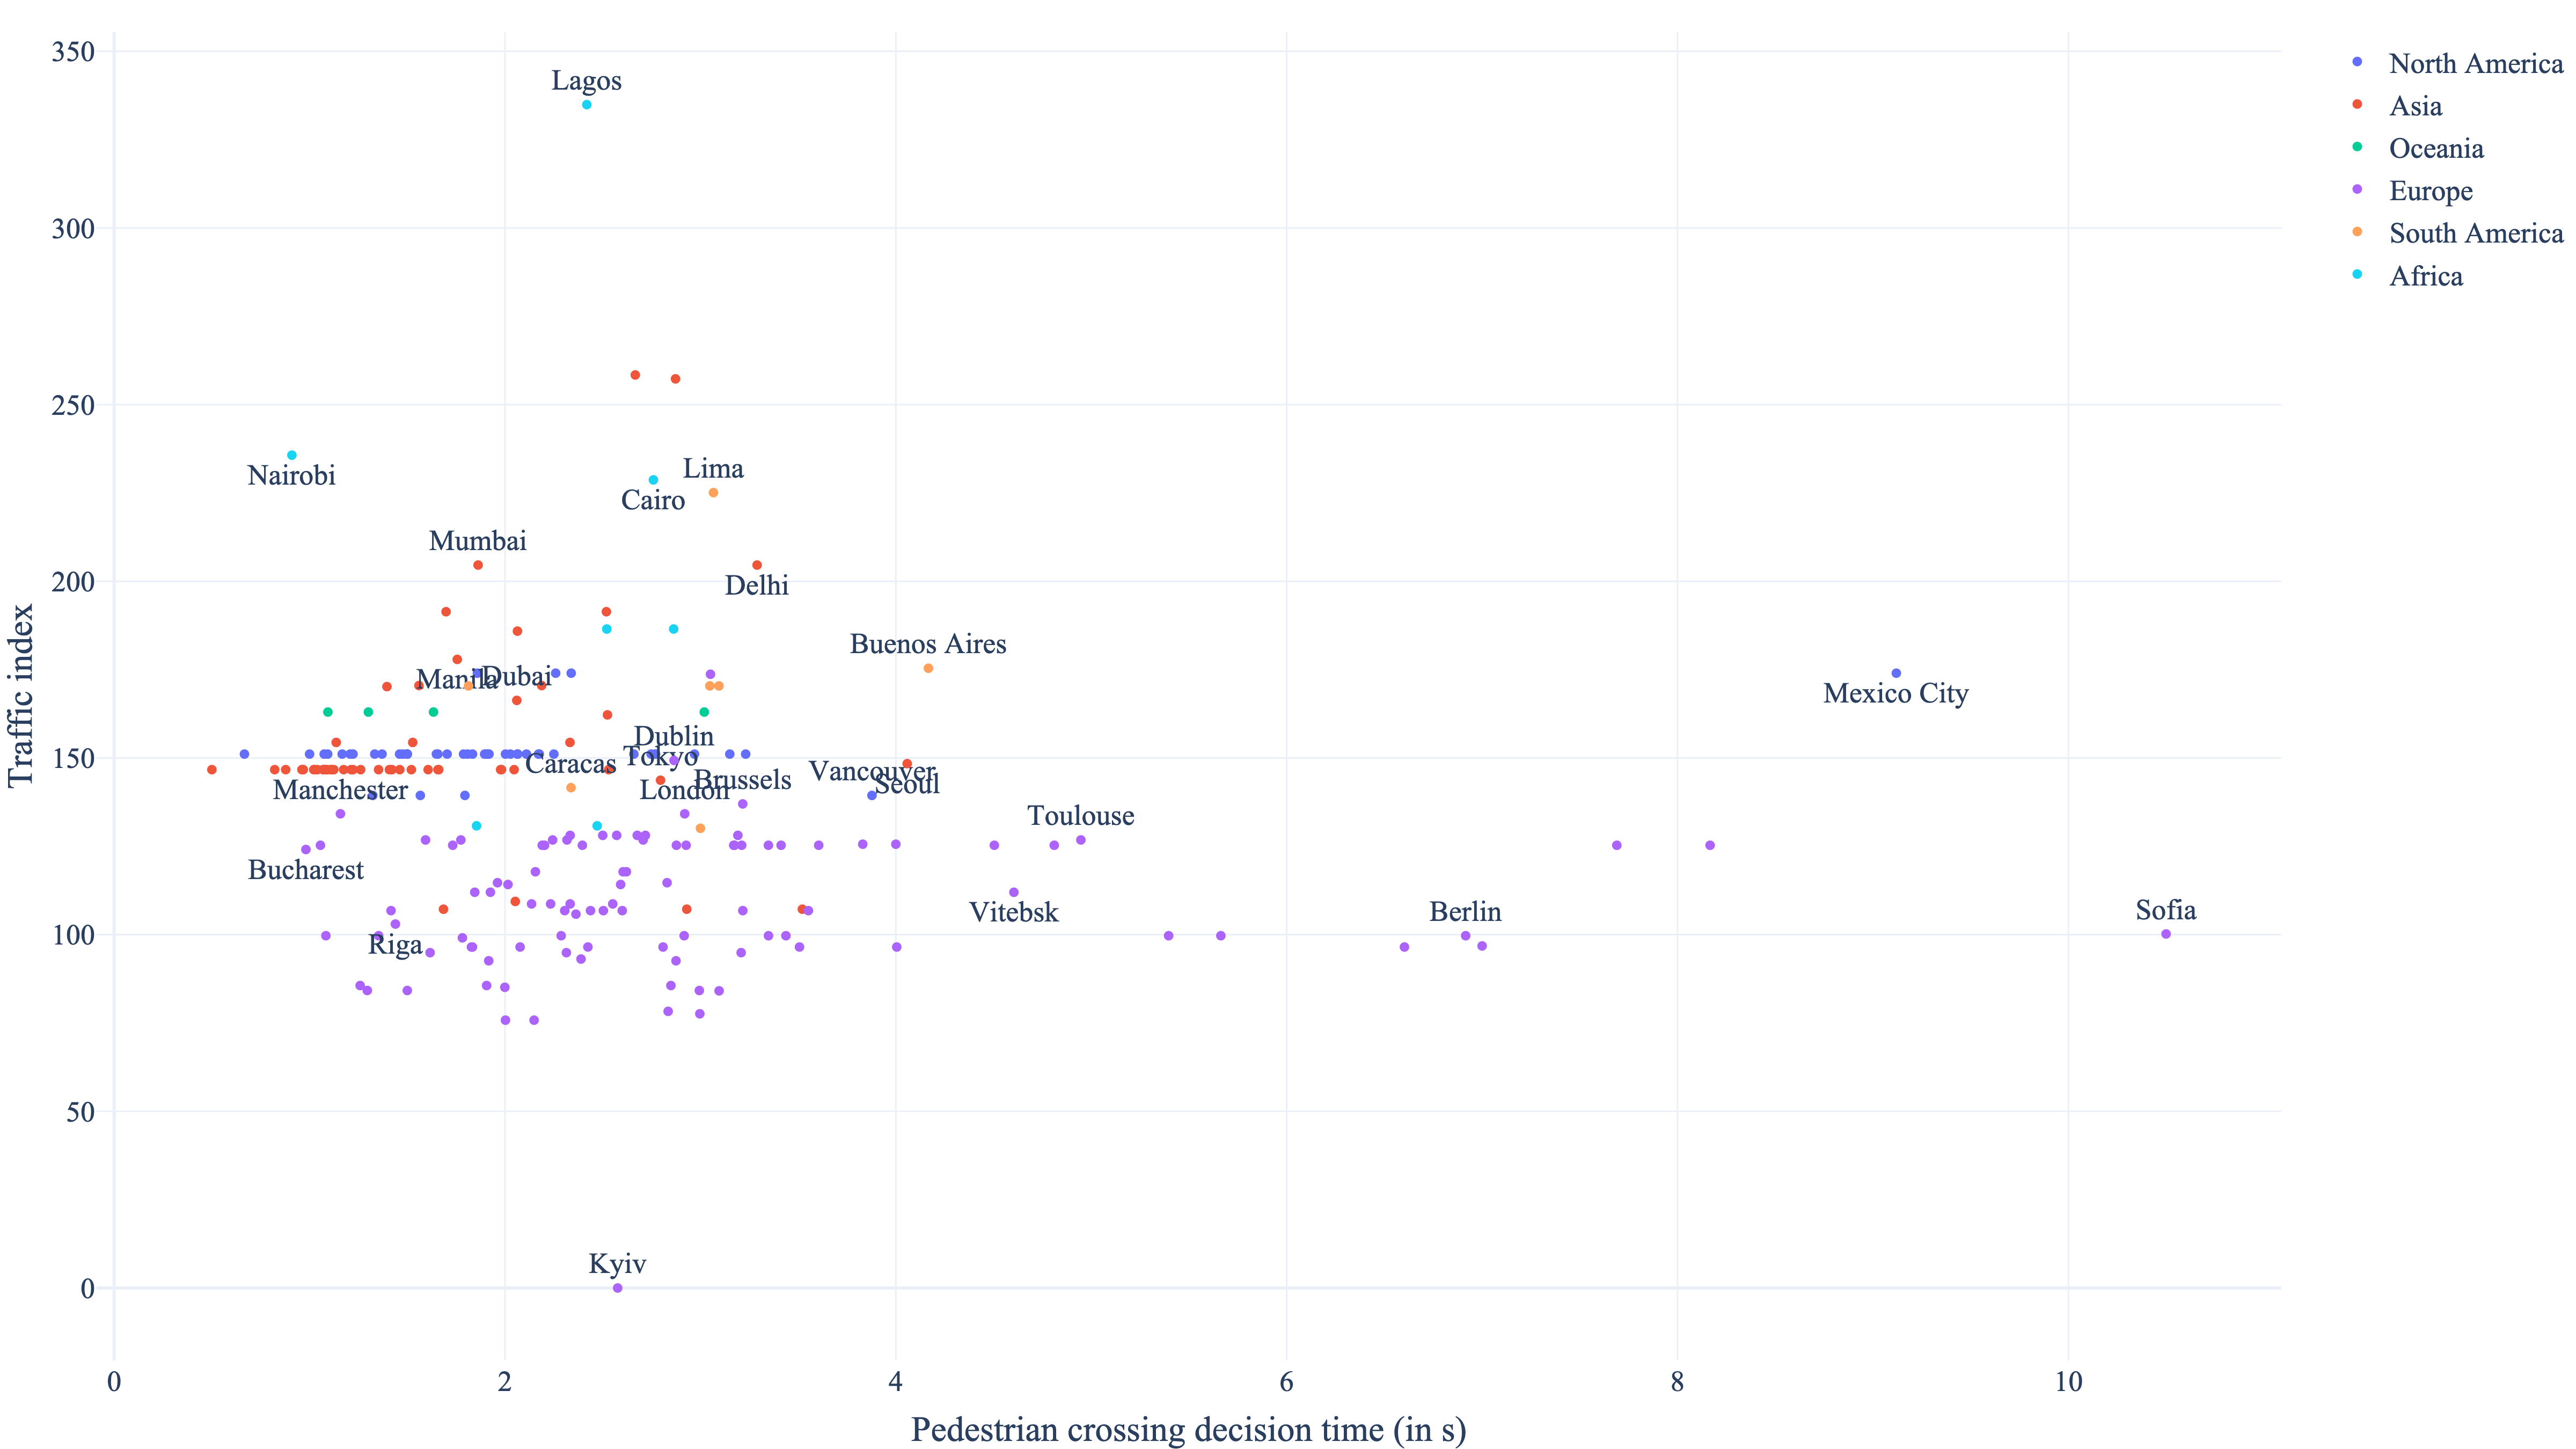 350
300
250
200
150
100
50
0
Traffic index
0
2
4
6
8
10
Pedestrian crossing decision time (in s)
North America
Asia
Oceania
Europe
South America
Africa
Lagos
Nairobi
Lima
Cairo
Mumbai
Delhi
Buenos Aires
Manila
Dubai
Mexico City
Dublin
Tokyo
Caracas
Vancouver
Brussels
Seoul
Manchester
London
Toulouse
Bucharest
Vitebsk
Berlin
Sofia
Riga
Kyiv